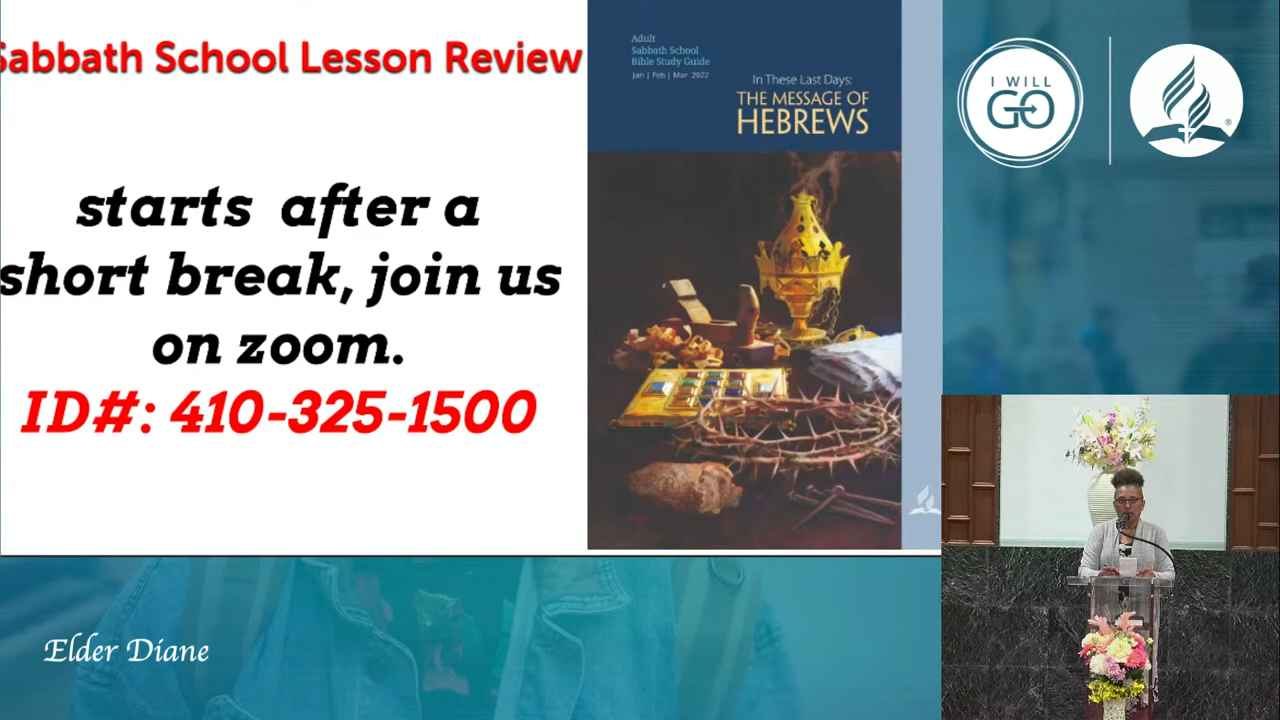 Sabbath School Lesson Review
starts after a
short break, join us
on zoom.
ID#: 410-325-1500
Adult
Sabbath School
Bible Study Guide
Jan | Feb | Mar 2022
In These Last Days:
THE MESSAGE OF
HEBREWS
I WILL
GO
®
Elder Diane